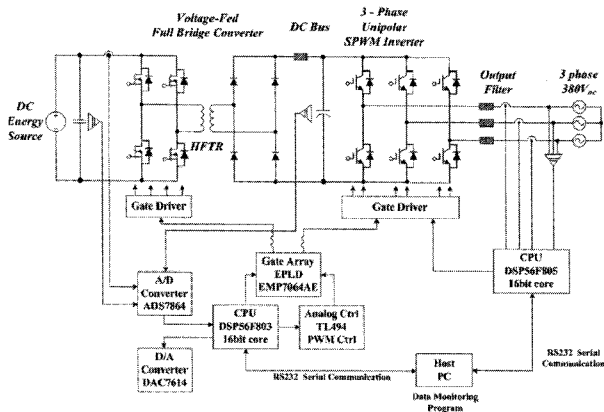 Voltage-Fed
Full Bridge Converter
DC Bus
3 - Phase
Unipolar
SPWM Inverter
Output
Filter
3 phase
380Vac
DC
Energy
Source
HFTR
Gate Driver
Gate Driver
Gate Array
EPLD
EMP7064AE
A/D
Converter
ADS7864
CPU
DSP56F803
16bit core
Analog Ctrl
TL494
PWM Ctrl
CPU
DSP56F805
16bit core
D/A
Converter
DAC7614
RS232 Serial Communication
Host
PC
RS232 Serial
Communication
Data Monitoring
Program